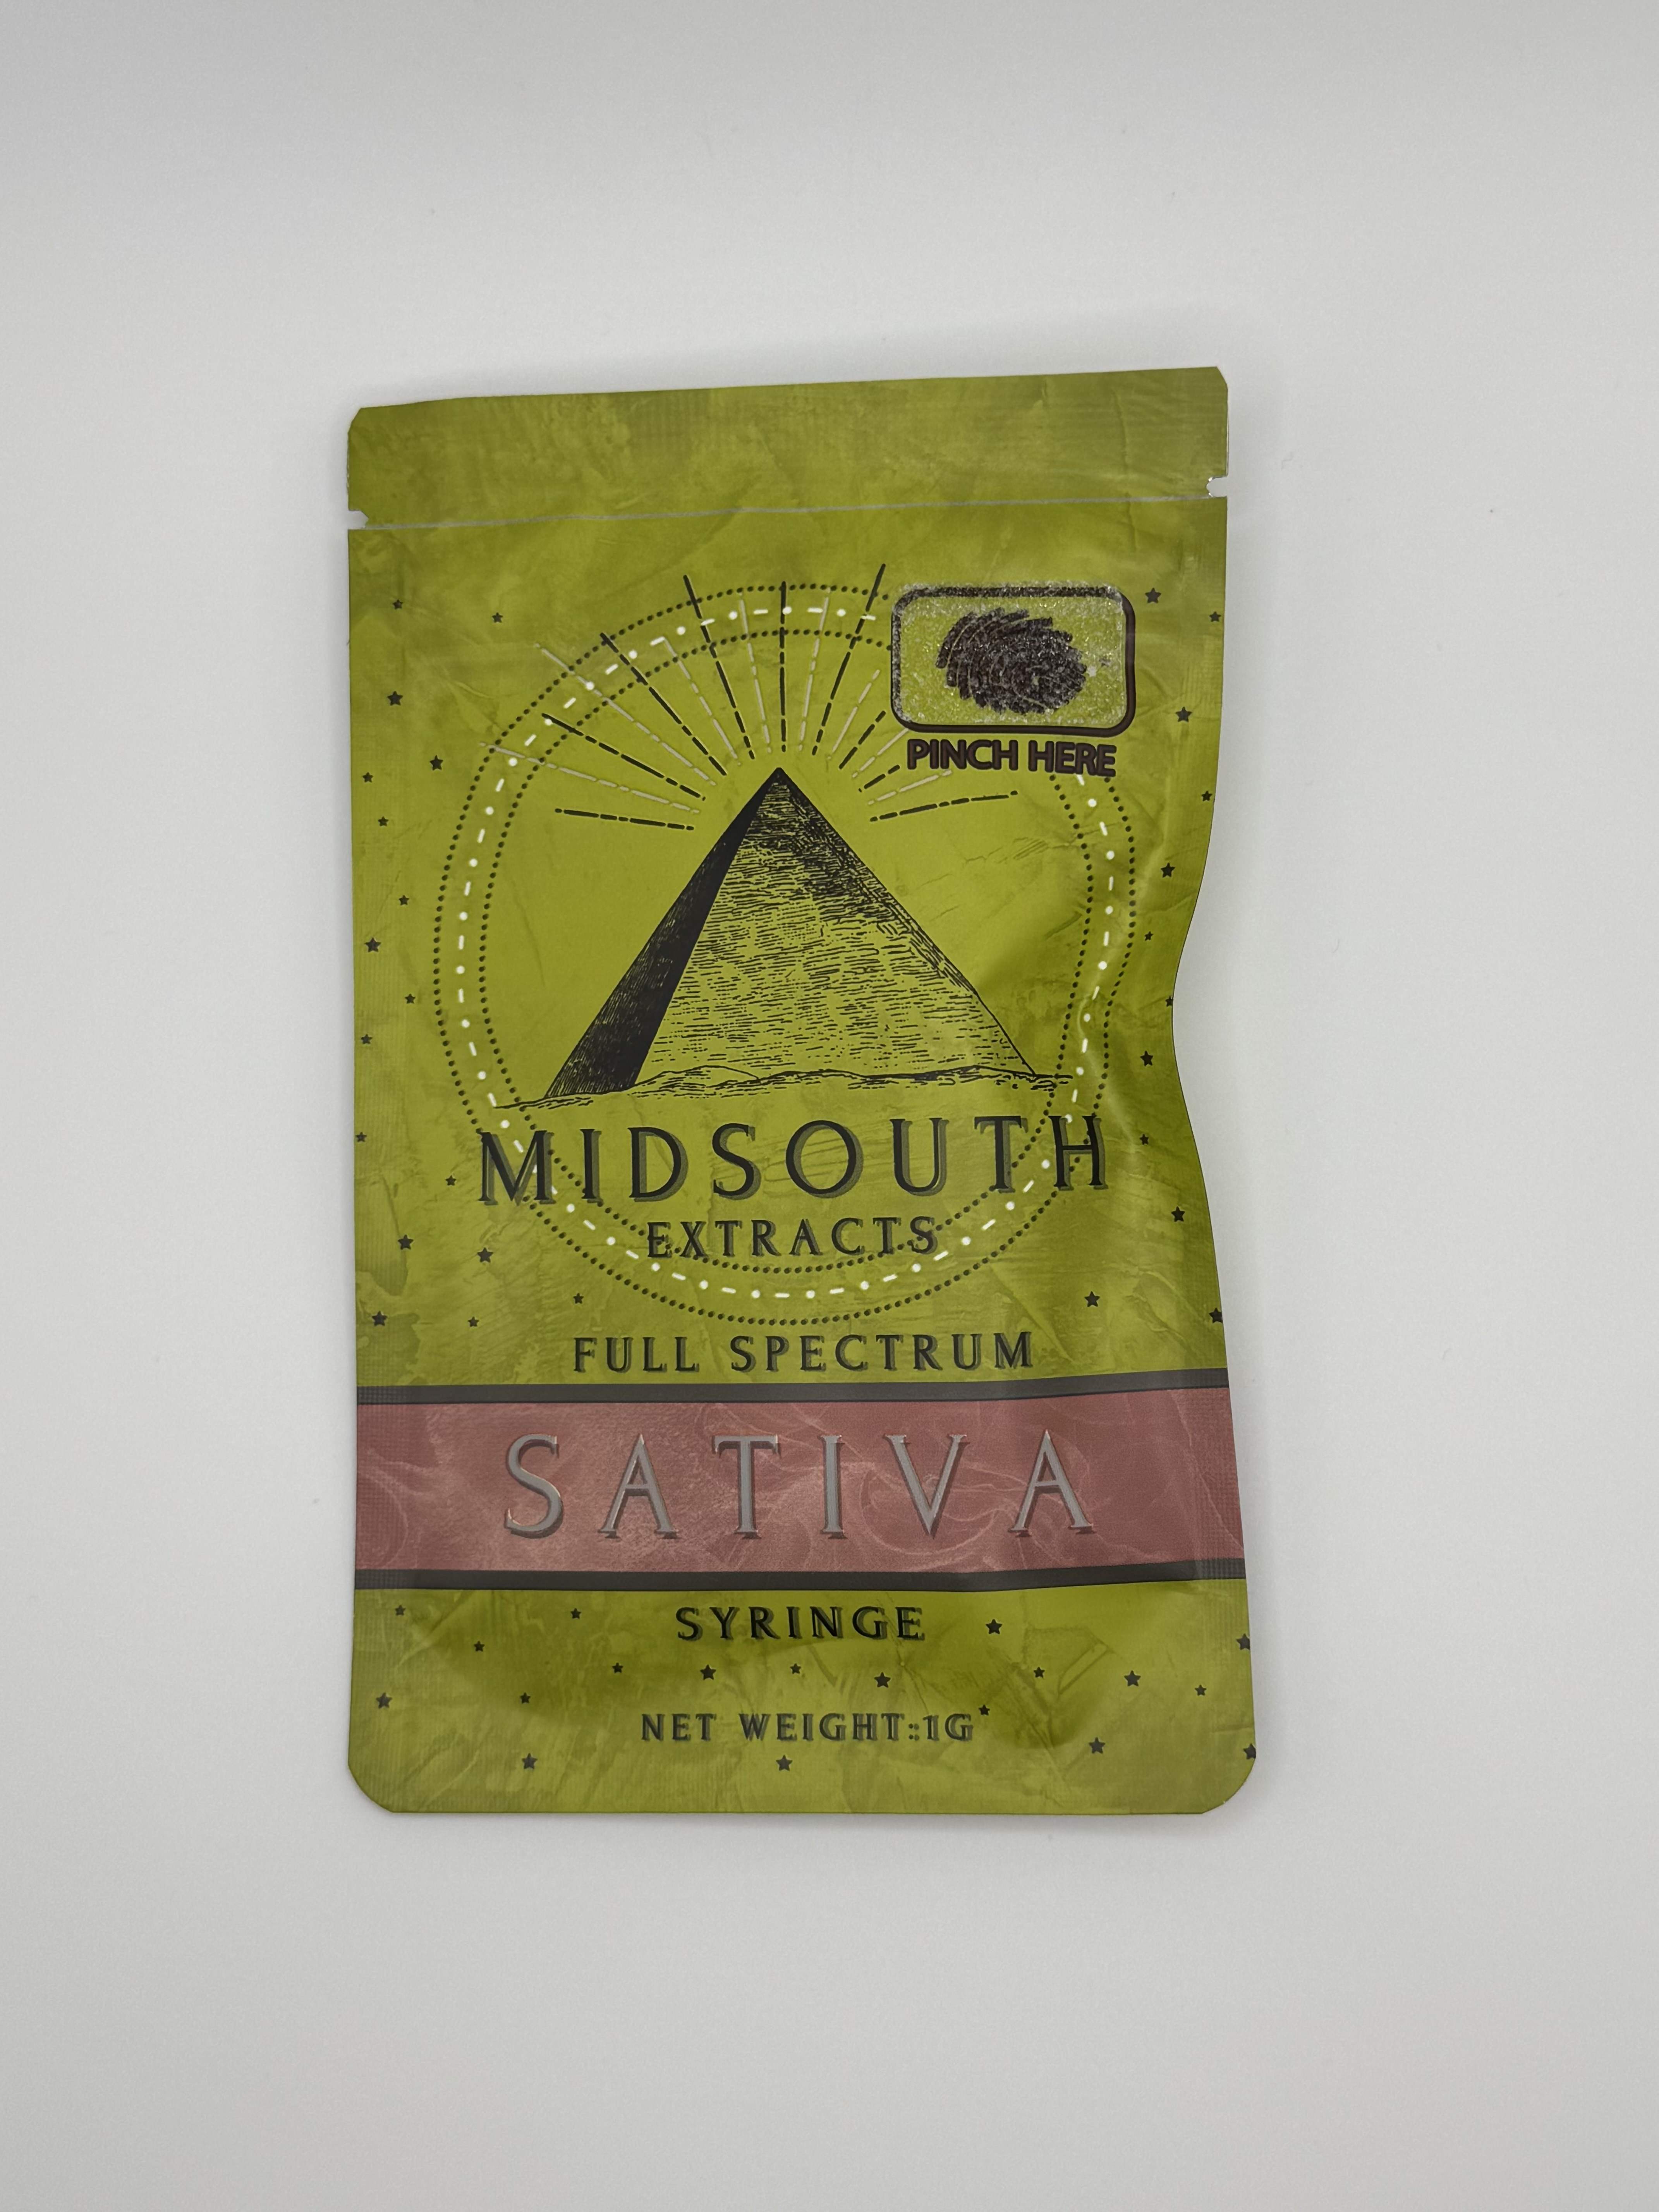 PINCH HERE
MIDSOUTH
EXTRACTS
FULL SPECTRUM
SATIVA
SYRINGE
NET WEIGHT:1G